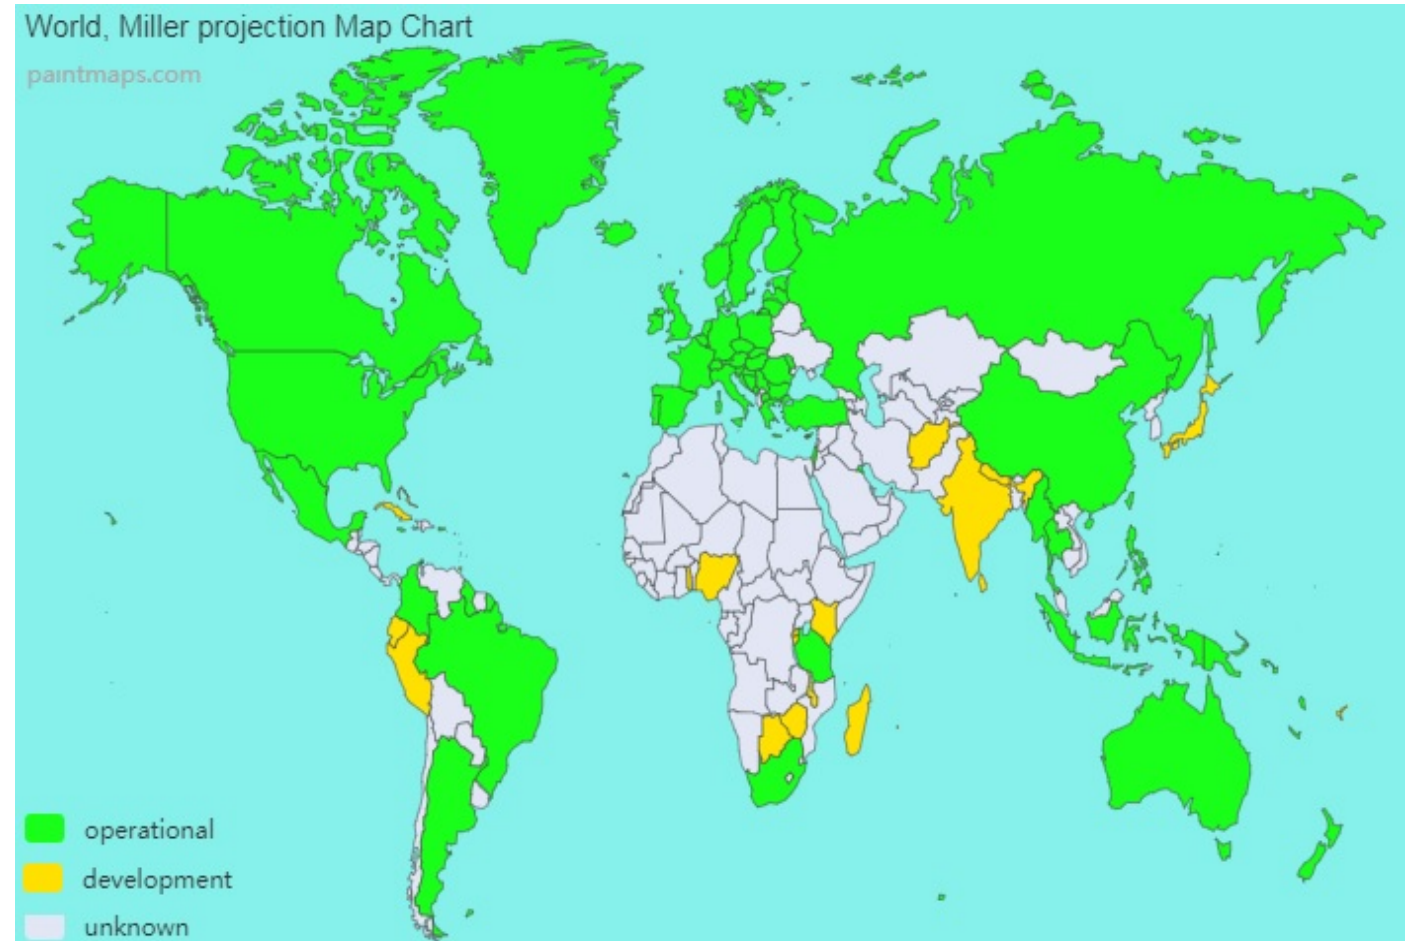 World, Miller projection Map Chart
paintmaps.com
operational
development
unknown